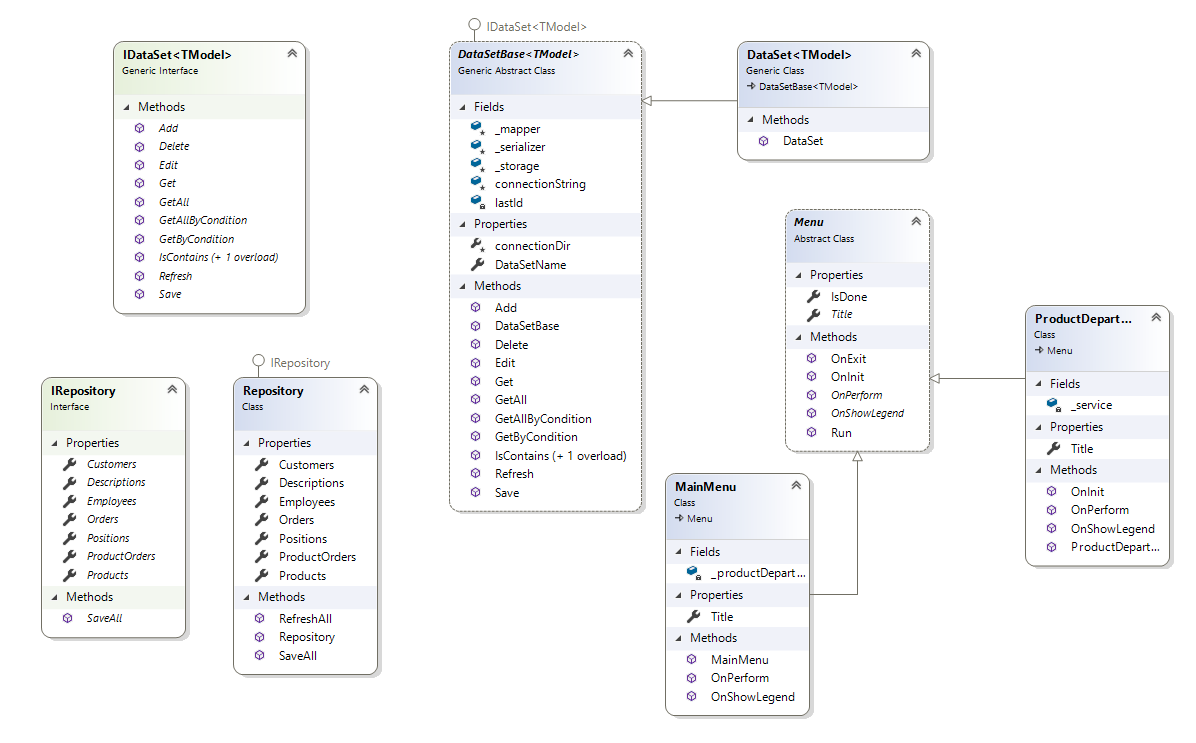 IDataSet<TModel>
Generic Interface
Methods
Add
Delete
Edit
Get
GetAll
GetAllByCondition
GetByCondition
IsContains (+ 1 overload)
Refresh
Save
IDataSet<TModel>
DataSetBase<TModel>
Generic Abstract Class
Fields
_mapper
_serializer
_storage
connectionString
lastId
Properties
connectionDir
DataSetName
Methods
Add
DataSetBase
Delete
Edit
Get
GetAll
GetAllByCondition
GetByCondition
IsContains (+ 1 overload)
Refresh
Save
DataSet<TModel>
Generic Class
DataSetBase<TModel>
Methods
DataSet
Menu
Abstract Class
Properties
IsDone
Title
Methods
OnExit
OnInit
OnPerform
OnShowLegend
Run
ProductDepart...
Class
Menu
Fields
_service
Properties
Title
Methods
OnInit
OnPerform
OnShowLegend
ProductDepart...
IRepository
Interface
Properties
Customers
Descriptions
Employees
Orders
Positions
ProductOrders
Products
Methods
SaveAll
IRepository
Repository
Class
Properties
Customers
Descriptions
Employees
Orders
Positions
ProductOrders
Products
Methods
RefreshAll
Repository
SaveAll
MainMenu
Class
Menu
Fields
_productDepart...
Properties
Title
Methods
MainMenu
OnPerform
OnShowLegend